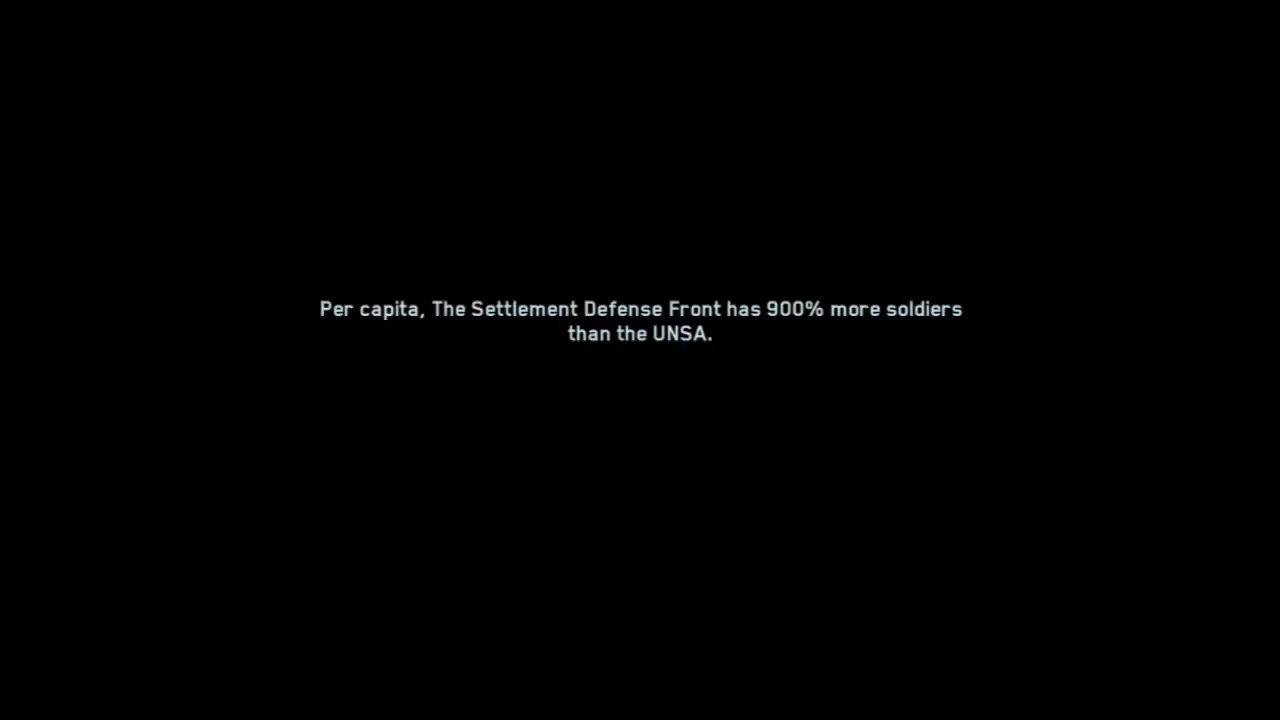 Per capita, The Settlement Defense Front has 900% more soldiers
than the UNSA.